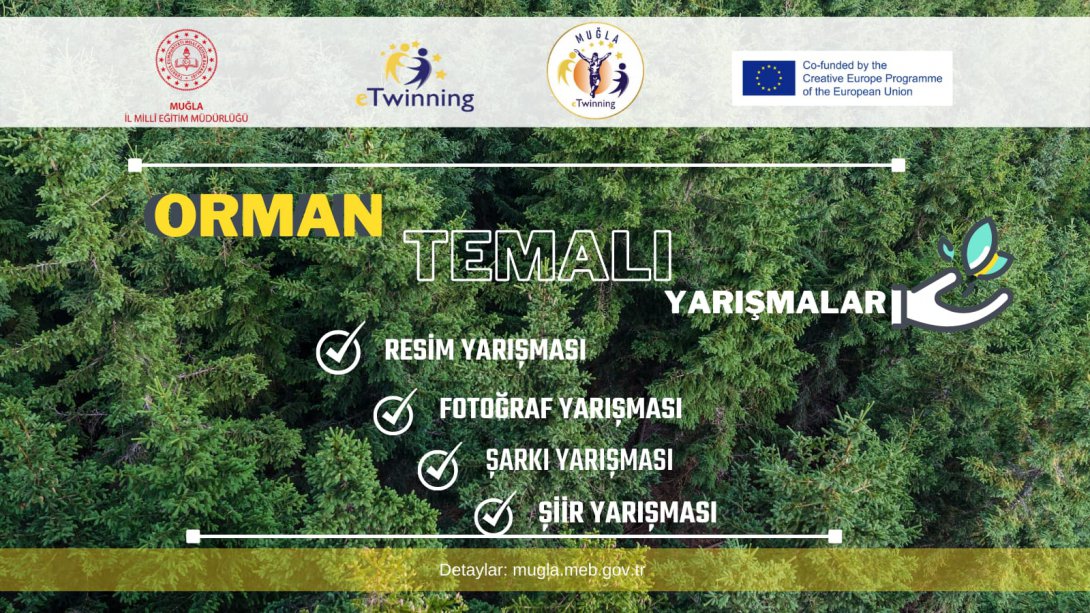 MUĞLA
İL MİLLÎ EĞİTİM MÜDÜRLÜĞÜ
eTwinning
MUĞLA
eTwinning
Co-funded by the
Creative Europe Programme
of the European Union
ORMAN
TEMALI
YARIŞMALAR
RESİM YARIŞMASI
FOTOĞRAF YARIŞMASI
ŞARKI YARIŞMASI
ŞİİR YARIŞMASI
Detaylar: mugla.meb.gov.tr